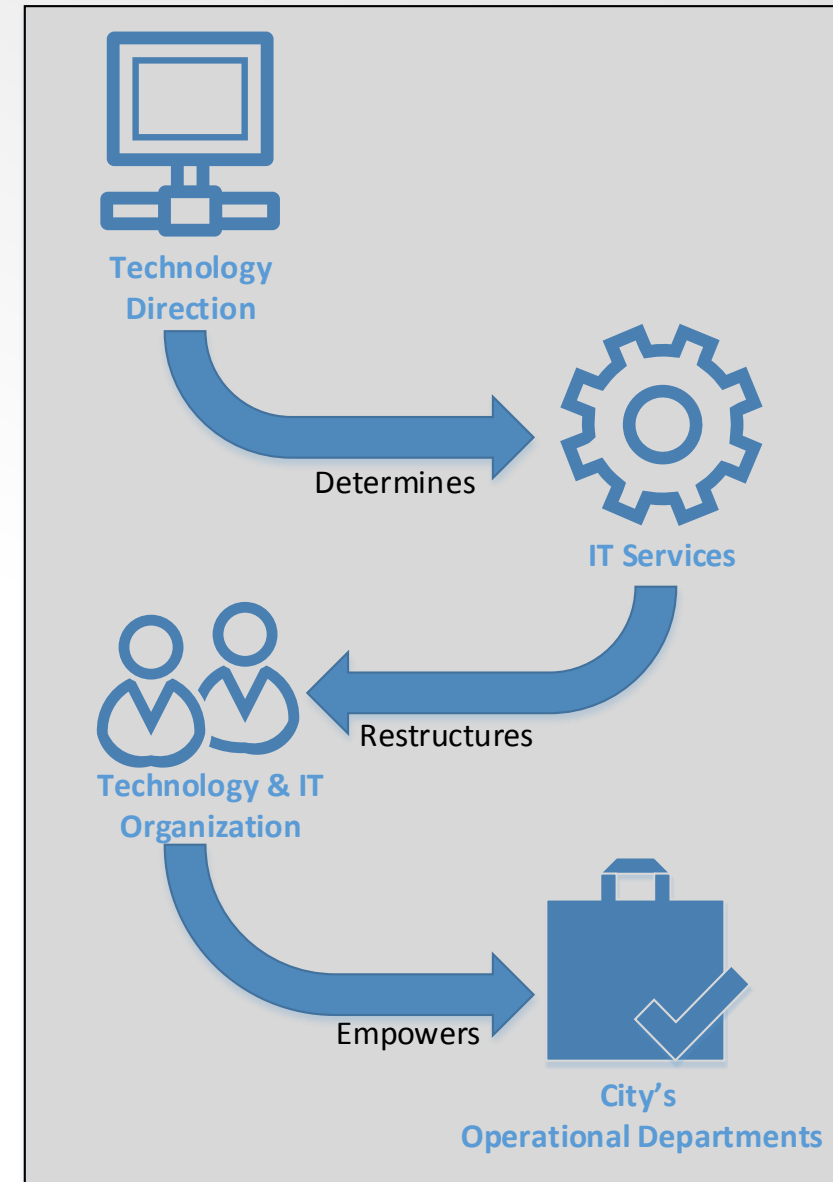 Technology
Direction
Determines
IT Services
Restructures
Technology & IT
Organization
Empowers
City’s
Operational Departments